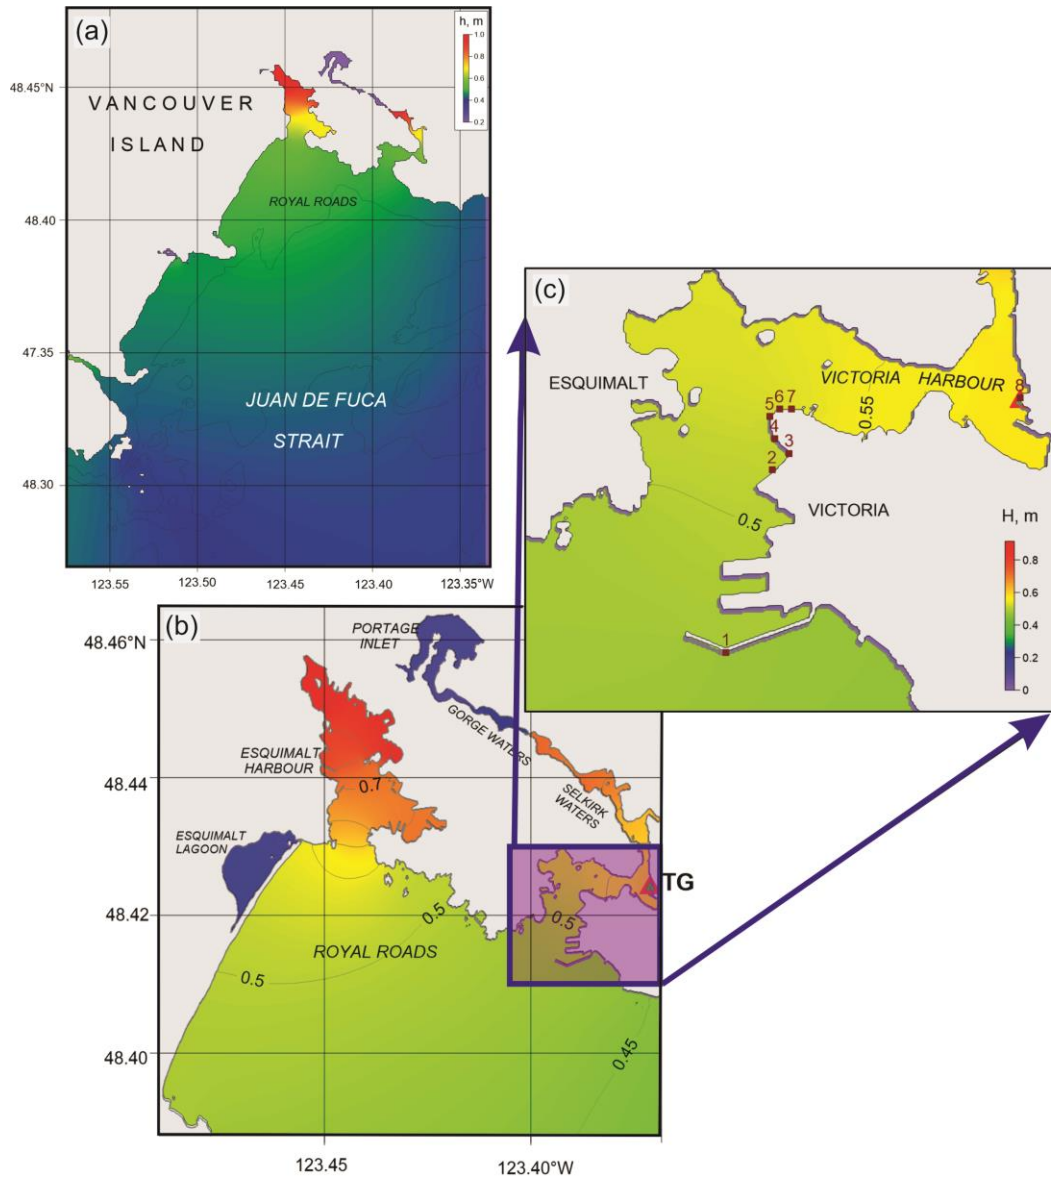 (a)
h, m
1.0
0.8
0.6
0.4
0.2
48.45°N
VANCOUVER
ISLAND
ROYAL ROADS
48.40
47.35
JUAN DE FUCA
STRAIT
48.30
123.55
123.50
123.45
123.40
123.35°W
(c)
ESQUIMALT
VICTORIA HARBOUR
8
5 6 7
4
3
2
0.55
0.5
VICTORIA
1
H, m
0.8
0.6
0.4
0.2
0
(b)
48.46°N
PORTAGE
INLET
GORGE WATERS
ESQUIMALT
HARBOUR
0.7
48.44
SELKIRK
WATERS
ESQUIMALT
LAGOON
TG
48.42
0.5
0.5
ROYAL ROADS
0.5
48.40
0.45
123.45
123.40°W